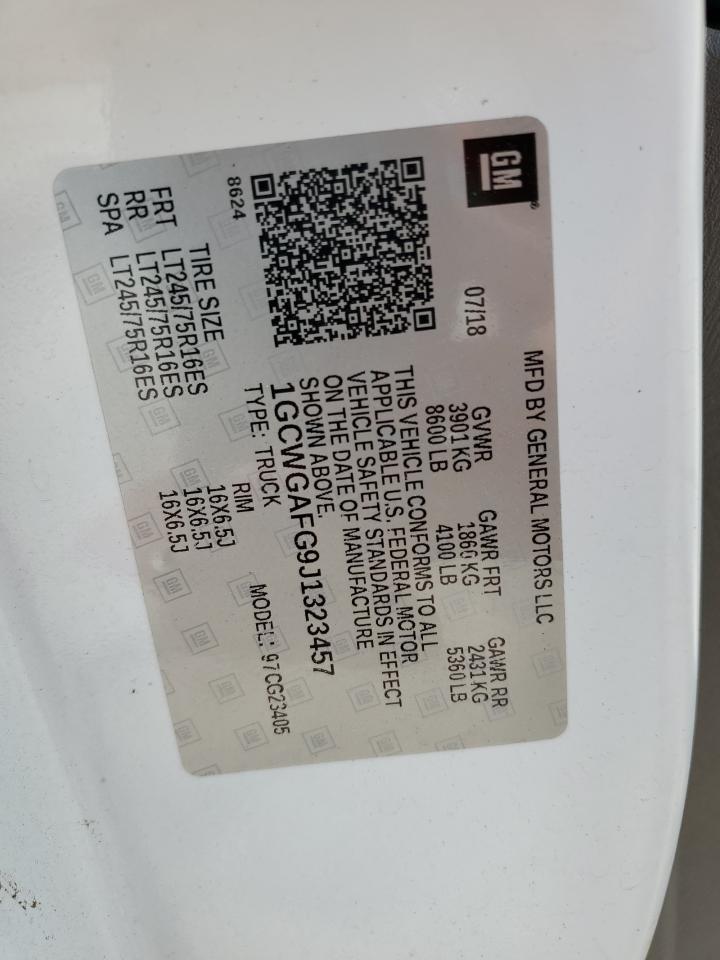 GM
MFD BY GENERAL MOTORS LLC
07/18
GVWR GAWR FRT GAWR RR
3901 KG 1860 KG 2431 KG
8600 LB 4100 LB 5360 LB
THIS VEHICLE CONFORMS TO ALL
APPLICABLE U.S. FEDERAL MOTOR
VEHICLE SAFETY STANDARDS IN EFFECT
ON THE DATE OF MANUFACTURE
SHOWN ABOVE.
1GCWGAFG9J1323457
TYPE: TRUCK MODEL: 97CG23405
8624
TIRE SIZE RIM
FRT LT245/75R16ES 16X6.5J
RR LT245/75R16ES 16X6.5J
SPA LT245/75R16ES 16X6.5J